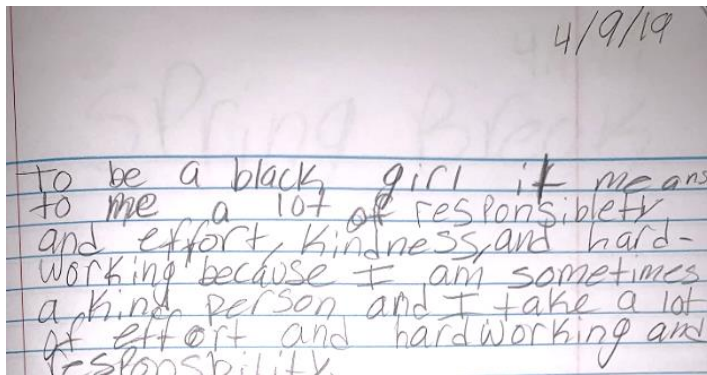 4/9/19
Spring Break
To be a black girl it means
to me a lot of responsiblety
and effort, kindness, and hard-
working because I am sometimes
a kind person and I take a lot
of effort and hardworking and
responsbility.